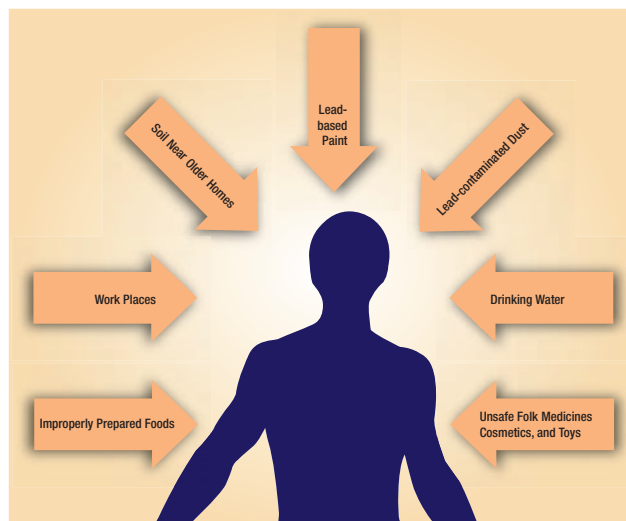 Lead-
based
Paint
Soil Near Older Homes
Lead-contaminated Dust
Work Places
Drinking Water
Improperly Prepared Foods
Unsafe Folk Medicines
Cosmetics, and Toys